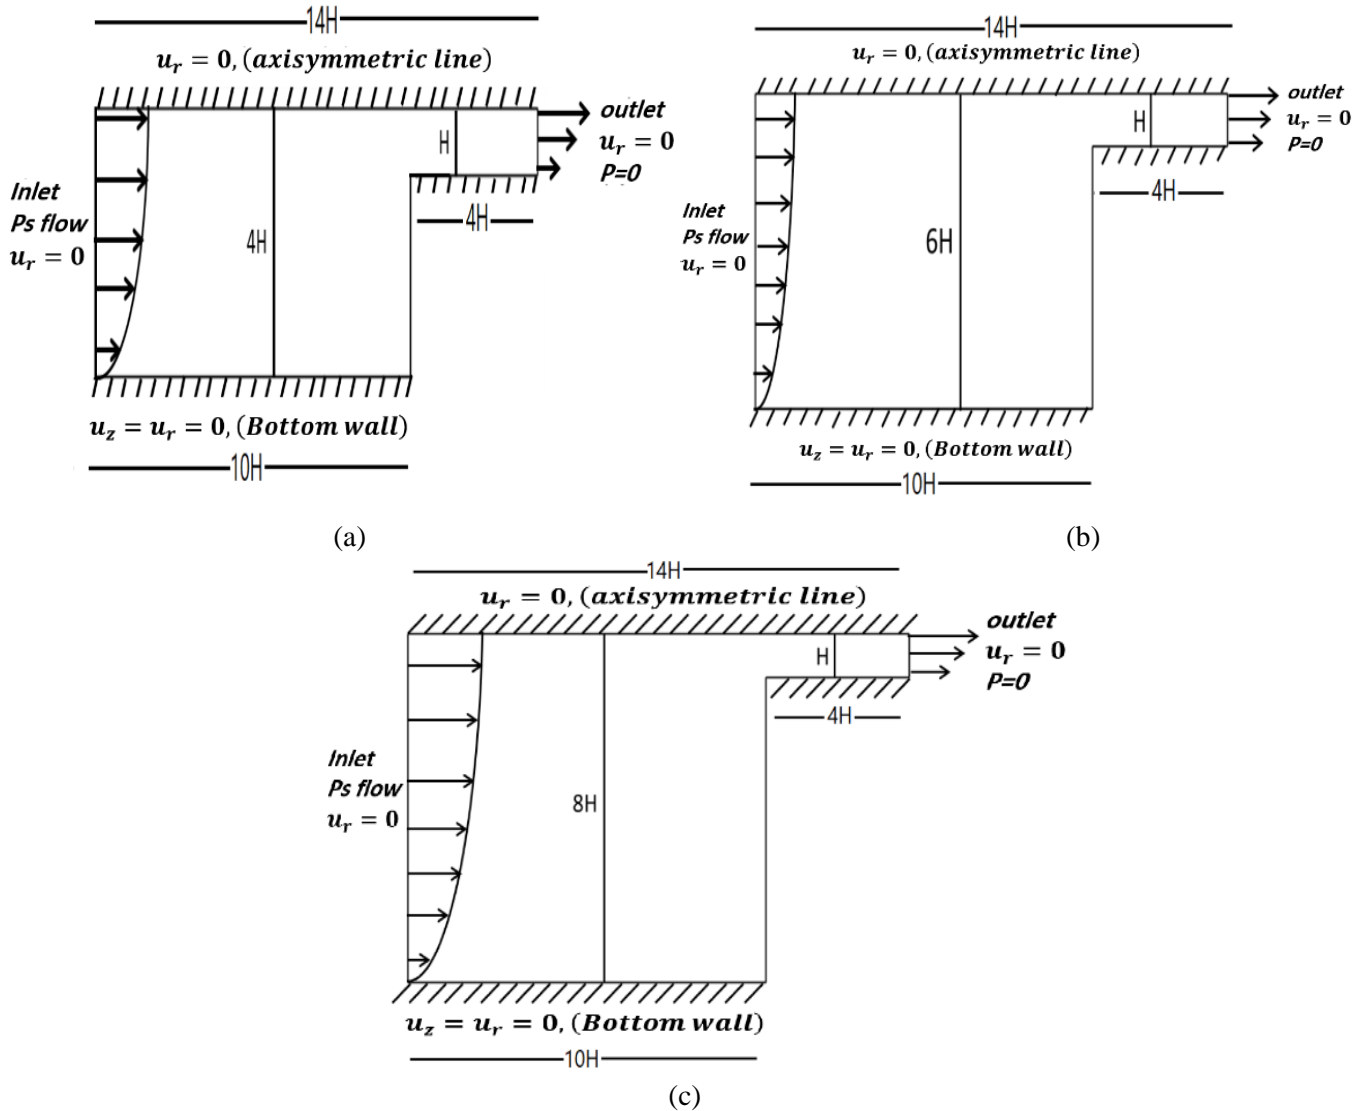 14H
u_r = 0, (axisymmetric line)
outlet
u_r = 0
P=0
H
4H
Inlet
Ps flow
u_r = 0
4H
u_z = u_r = 0, (Bottom wall)
10H
(a)
14H
u_r = 0, (axisymmetric line)
outlet
u_r = 0
P=0
H
4H
Inlet
Ps flow
u_r = 0
6H
u_z = u_r = 0, (Bottom wall)
10H
(b)
14H
u_r = 0, (axisymmetric line)
outlet
u_r = 0
P=0
H
4H
Inlet
Ps flow
u_r = 0
8H
u_z = u_r = 0, (Bottom wall)
10H
(c)